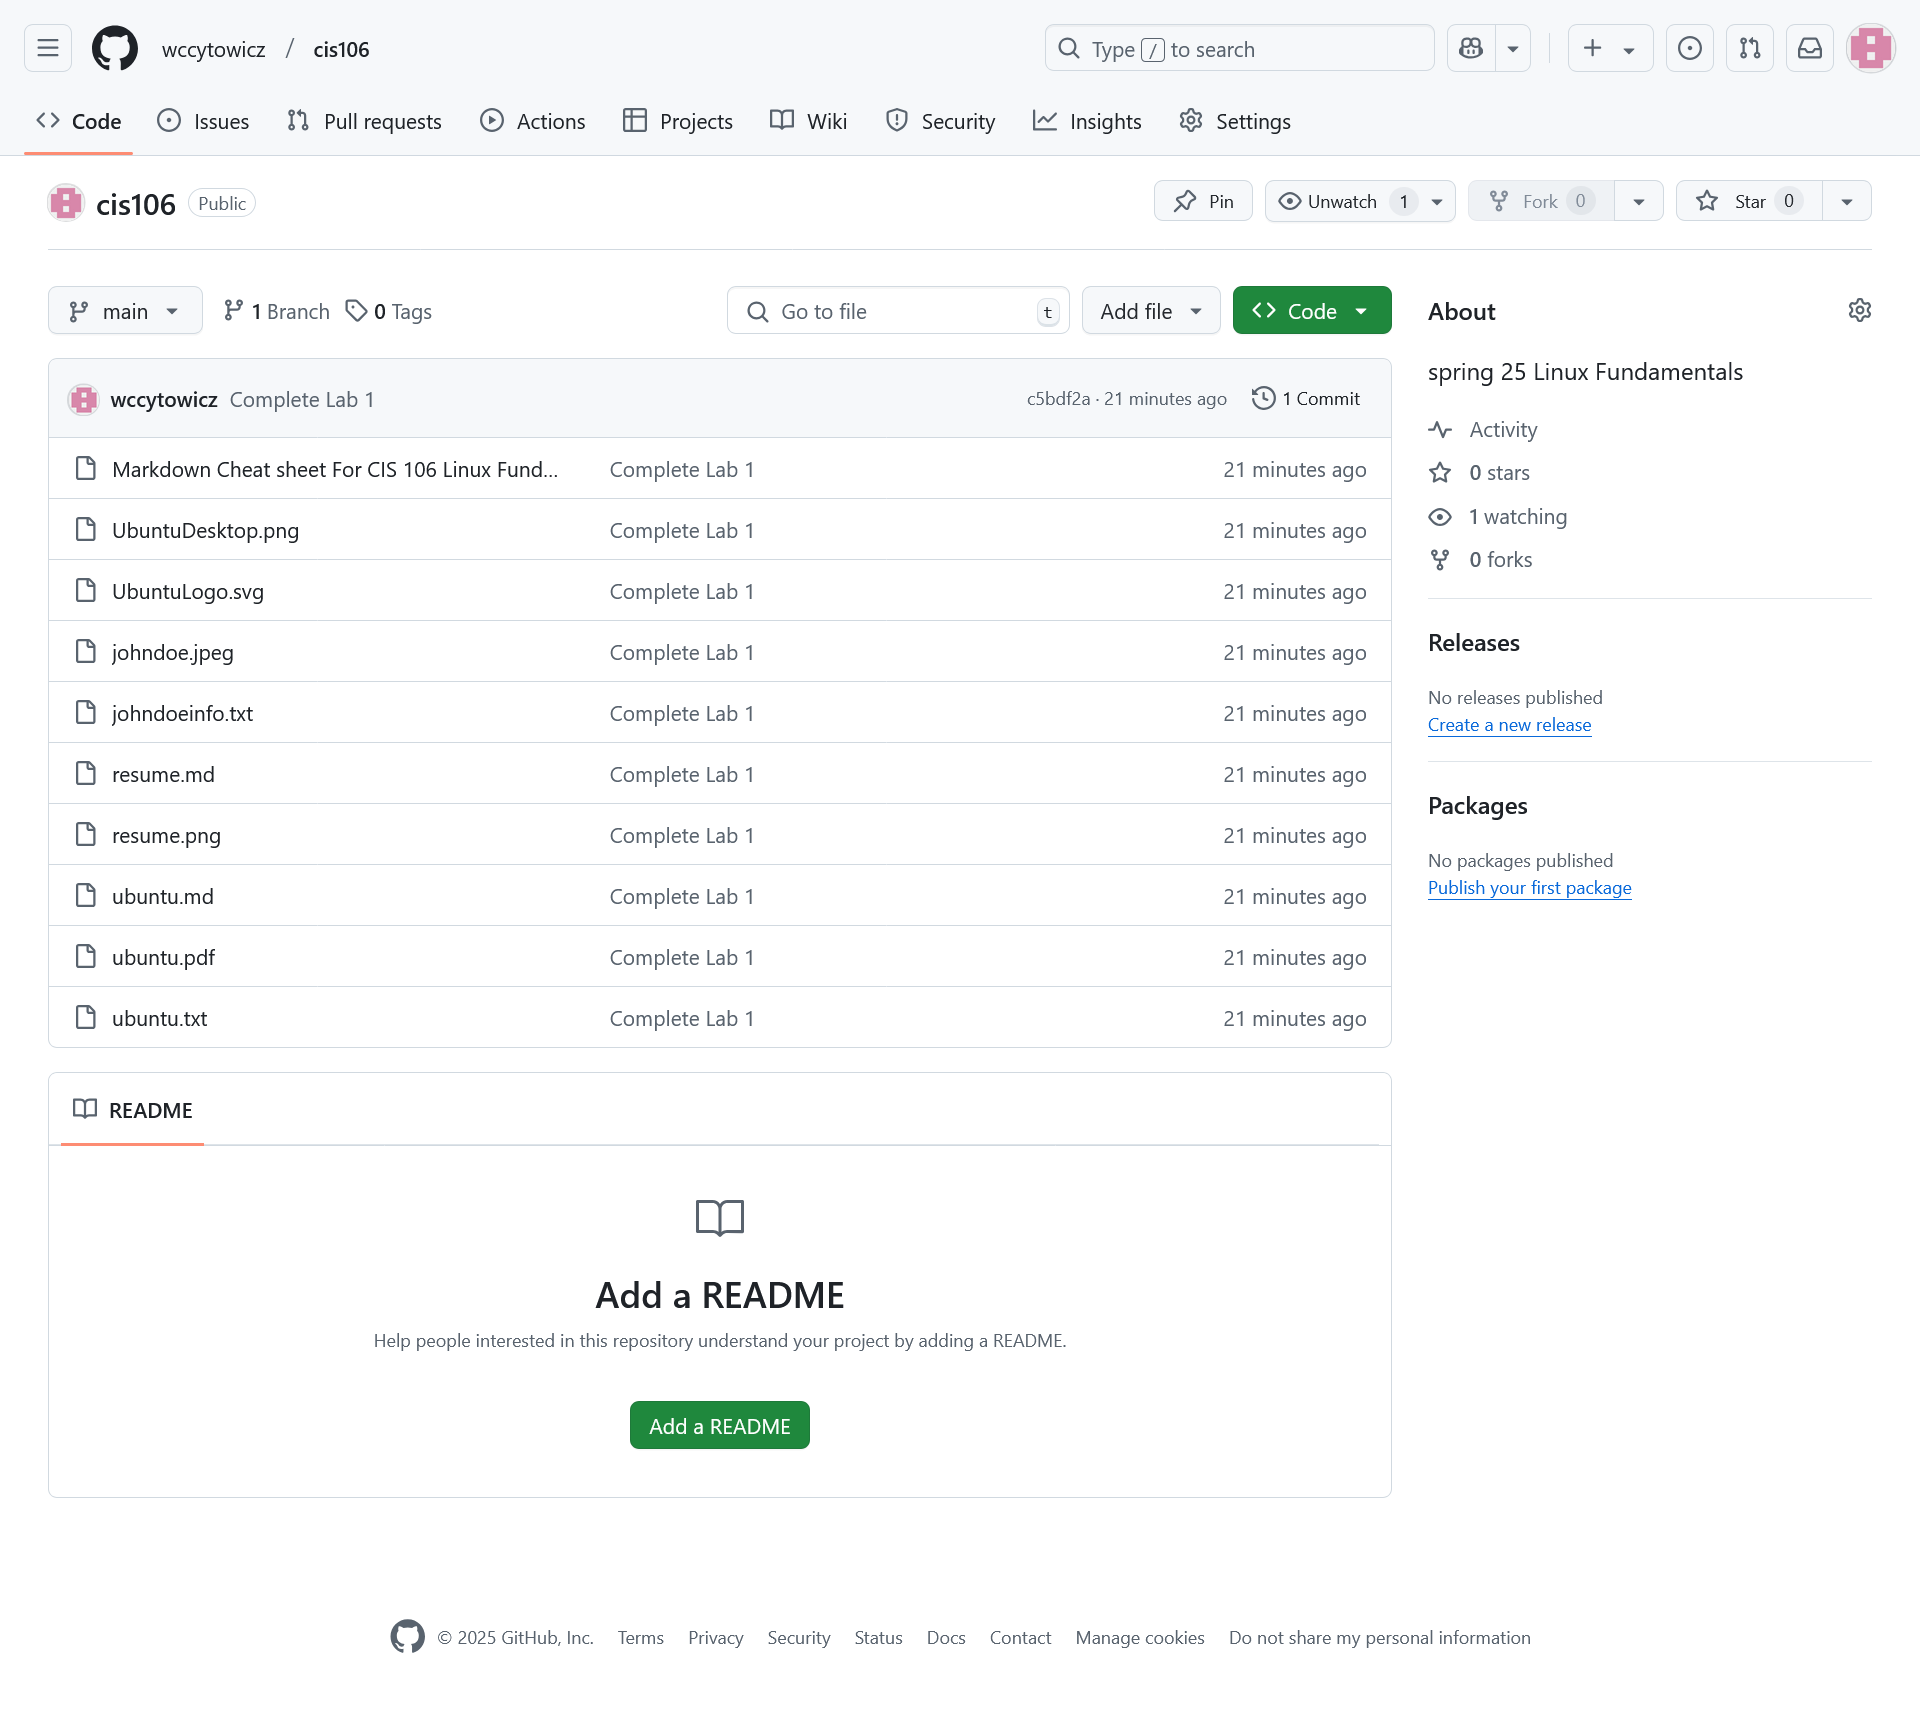 wccytowicz / cis106
Type / to search
Code Issues Pull requests Actions Projects Wiki Security Insights Settings
cis106 Public Pin Unwatch 1 Fork 0 Star 0
main 1 Branch 0 Tags Go to file t Add file Code
wccytowicz Complete Lab 1 c5bdf2a · 21 minutes ago 1 Commit
Markdown Cheat sheet For CIS 106 Linux Fund... Complete Lab 1 21 minutes ago
UbuntuDesktop.png Complete Lab 1 21 minutes ago
UbuntuLogo.svg Complete Lab 1 21 minutes ago
johndoe.jpeg Complete Lab 1 21 minutes ago
johndoeinfo.txt Complete Lab 1 21 minutes ago
resume.md Complete Lab 1 21 minutes ago
resume.png Complete Lab 1 21 minutes ago
ubuntu.md Complete Lab 1 21 minutes ago
ubuntu.pdf Complete Lab 1 21 minutes ago
ubuntu.txt Complete Lab 1 21 minutes ago
README
Add a README
Help people interested in this repository understand your project by adding a README.
Add a README
About
spring 25 Linux Fundamentals
Activity
0 stars
1 watching
0 forks
Releases
No releases published
Create a new release
Packages
No packages published
Publish your first package
© 2025 GitHub, Inc. Terms Privacy Security Status Docs Contact Manage cookies Do not share my personal information